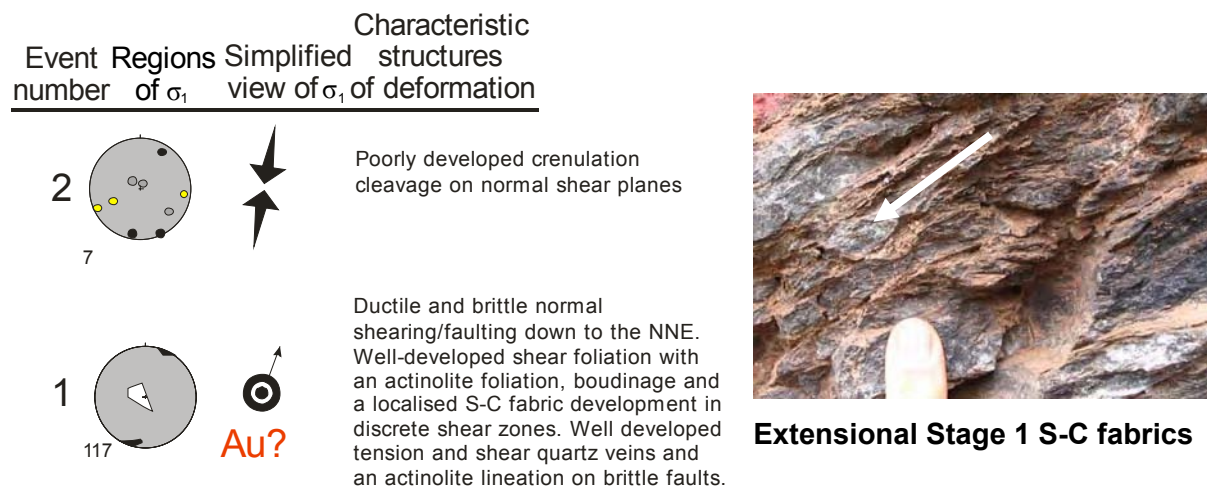 Event number
Regions of σ₁
Simplified view of σ₁
Characteristic structures of deformation
2
7
Poorly developed crenulation
cleavage on normal shear planes
1
117
Au?
Ductile and brittle normal
shearing/faulting down to the NNE.
Well-developed shear foliation with
an actinolite foliation, boudinage and
a localised S-C fabric development in
discrete shear zones. Well developed
tension and shear quartz veins and
an actinolite lineation on brittle faults.
Extensional Stage 1 S-C fabrics